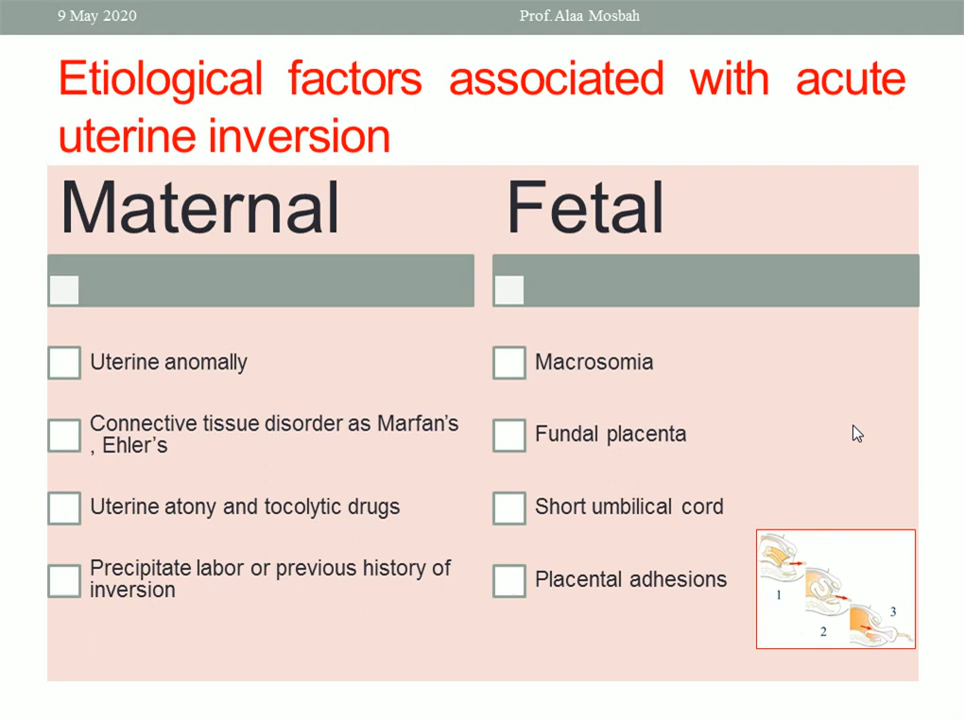 9 May 2020
Prof.Alaa Mosbah
Etiological factors associated with acute
uterine inversion
Maternal
Uterine anomally
Connective tissue disorder as Marfan's
, Ehler's
Uterine atony and tocolytic drugs
Precipitate labor or previous history of
inversion
Fetal
Macrosomia
Fundal placenta
Short umbilical cord
Placental adhesions
1
2
3